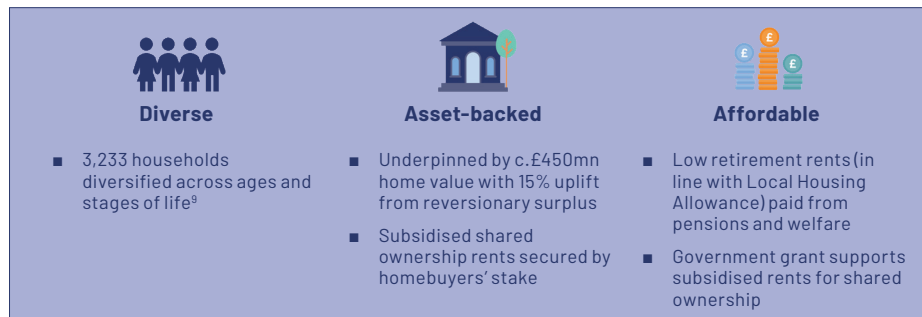 £
£
£
Diverse
■ 3,233 households
diversified across ages and
stages of life⁹
Asset-backed
■ Underpinned by c.£450mn
home value with 15% uplift
from reversionary surplus
■ Subsidised shared
ownership rents secured by
homebuyers’ stake
Affordable
■ Low retirement rents (in
line with Local Housing
Allowance) paid from
pensions and welfare
■ Government grant supports
subsidised rents for shared
ownership